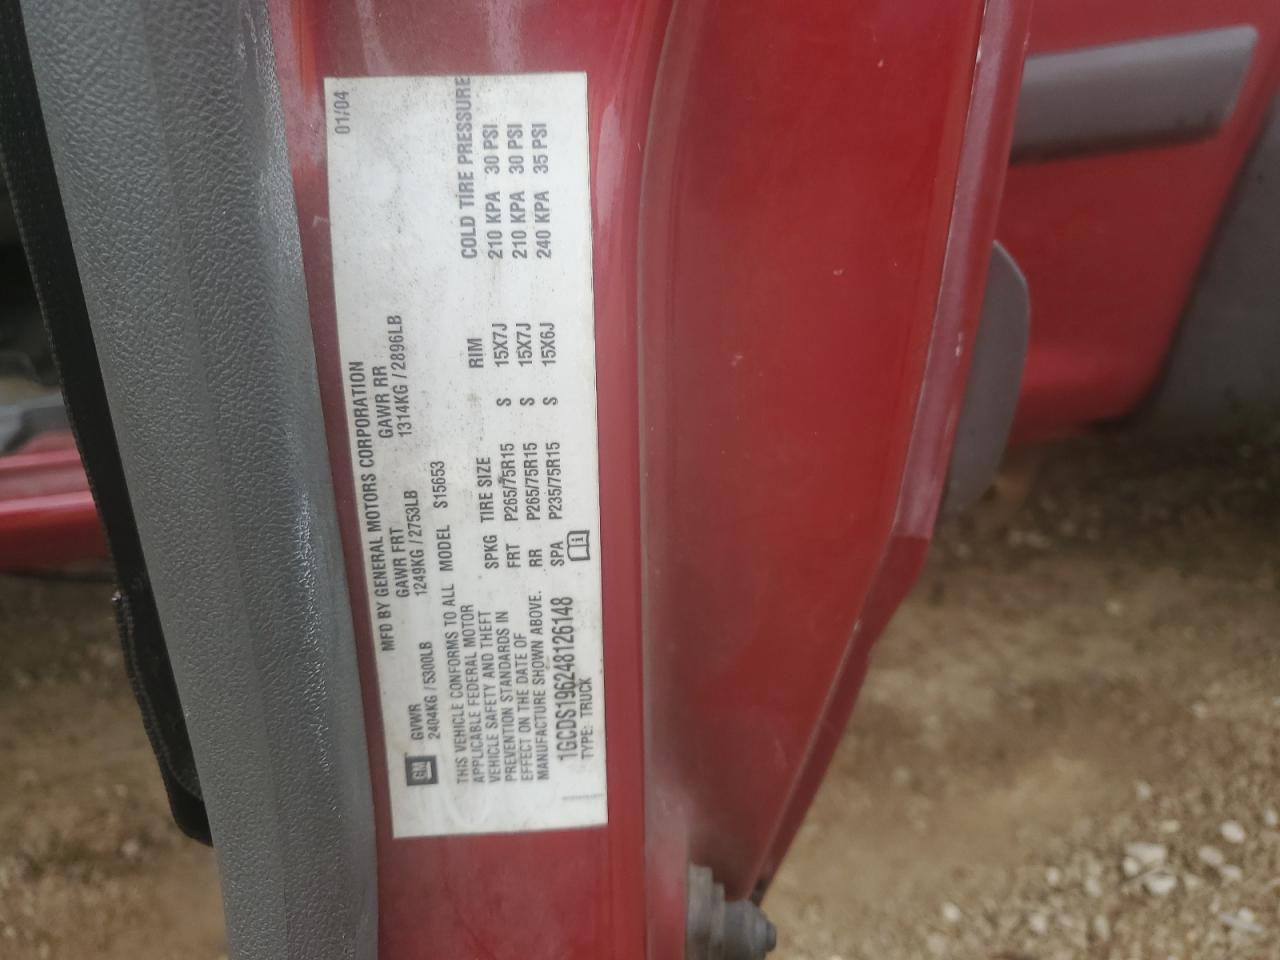 01/04
MFD BY GENERAL MOTORS CORPORATION
GM
GVWR GAWR FRT GAWR RR
2404KG / 5300LB 1249KG / 2753LB 1314KG / 2896LB
THIS VEHICLE CONFORMS TO ALL MODEL S15653
APPLICABLE FEDERAL MOTOR
VEHICLE SAFETY AND THEFT
PREVENTION STANDARDS IN
EFFECT ON THE DATE OF
MANUFACTURE SHOWN ABOVE.
SPKG TIRE SIZE RIM COLD TIRE PRESSURE
FRT P265/75R15 S 15X7J 210 KPA 30 PSI
RR P265/75R15 S 15X7J 210 KPA 30 PSI
SPA P235/75R15 S 15X6J 240 KPA 35 PSI
1GCDS196248126148
TYPE: TRUCK